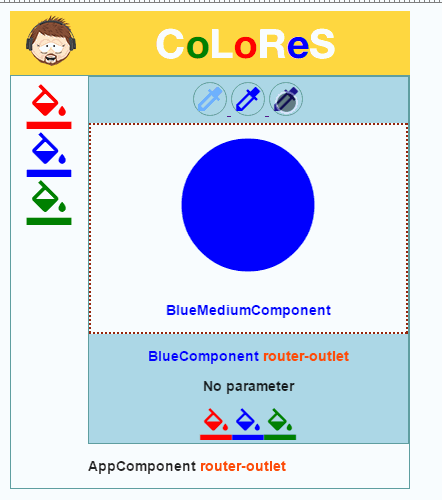 CoLoReS
BlueMediumComponent
BlueComponent router-outlet
No parameter
AppComponent router-outlet